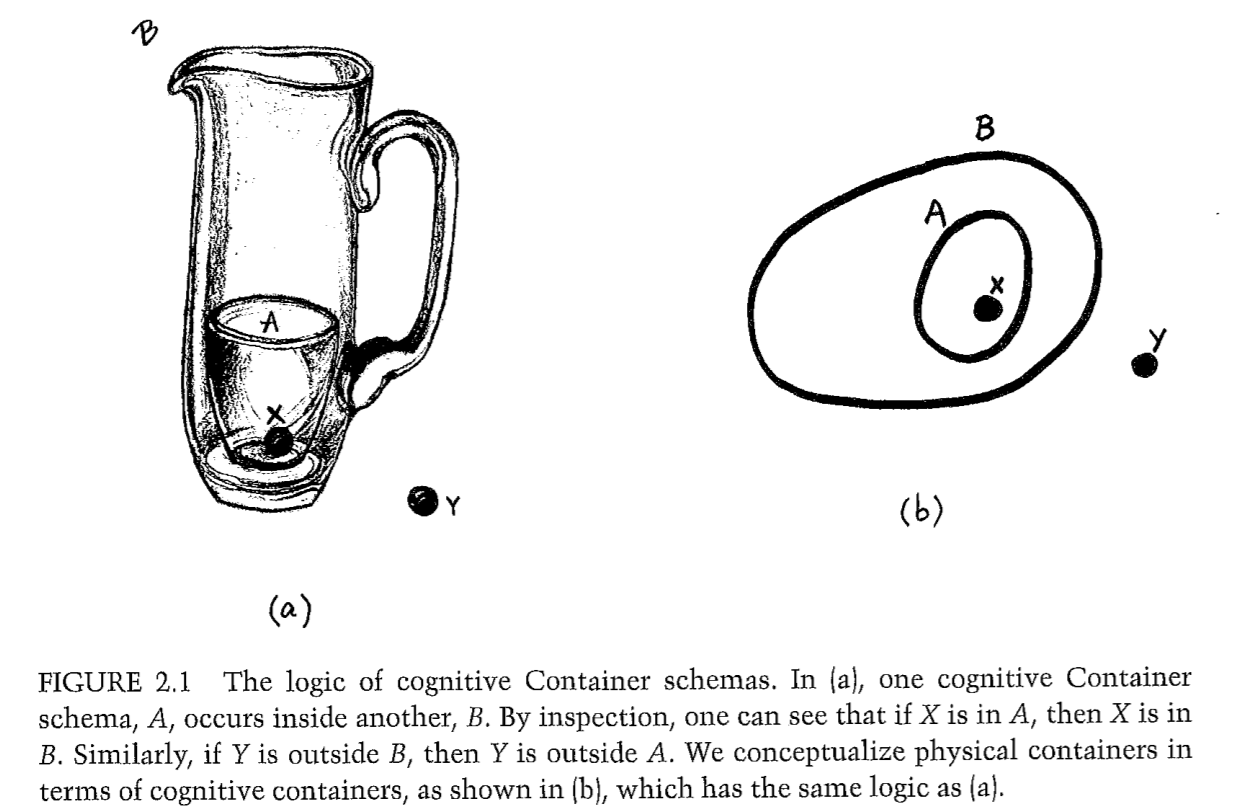 B
A
X
Y
(a)
B
A
X
Y
(b)
FIGURE 2.1 The logic of cognitive Container schemas. In (a), one cognitive Container
schema, A, occurs inside another, B. By inspection, one can see that if X is in A, then X is in
B. Similarly, if Y is outside B, then Y is outside A. We conceptualize physical containers in
terms of cognitive containers, as shown in (b), which has the same logic as (a).